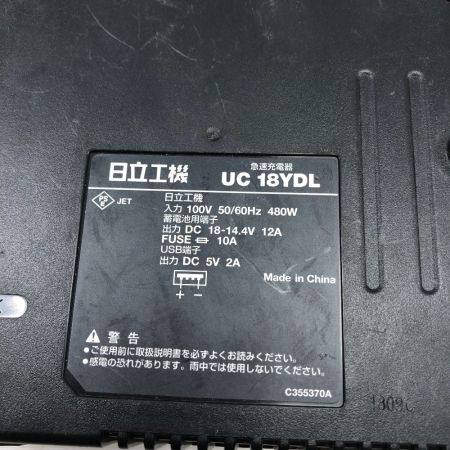 日立工機 急速充電器 UC 18YDL
PS E JET
日立工機
入力 100V 50/60Hz 480W
蓄電池用端子
出力 DC 18-14.4V 12A
FUSE 10A
USB端子
出力 DC 5V 2A
Made in China
+ -
警告
●ご使用前に取扱説明書を必ずよくお読みください。
●感電の恐れがあります。雨中では使用しないでください。
C355370A